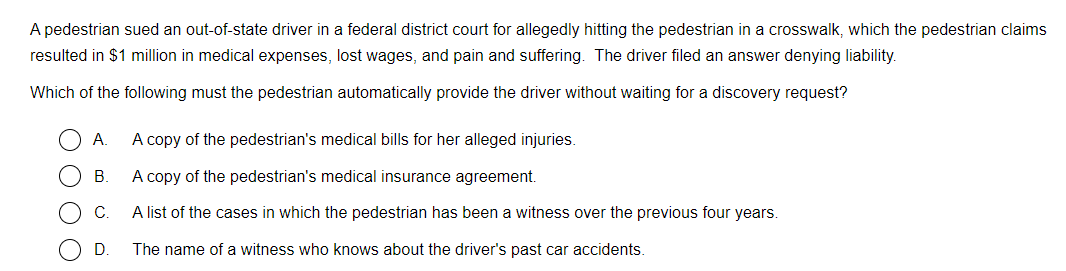 A pedestrian sued an out-of-state driver in a federal district court for allegedly hitting the pedestrian in a crosswalk, which the pedestrian claims
resulted in $1 million in medical expenses, lost wages, and pain and suffering. The driver filed an answer denying liability.
Which of the following must the pedestrian automatically provide the driver without waiting for a discovery request?
A. A copy of the pedestrian's medical bills for her alleged injuries.
B. A copy of the pedestrian's medical insurance agreement.
C. A list of the cases in which the pedestrian has been a witness over the previous four years.
D. The name of a witness who knows about the driver's past car accidents.